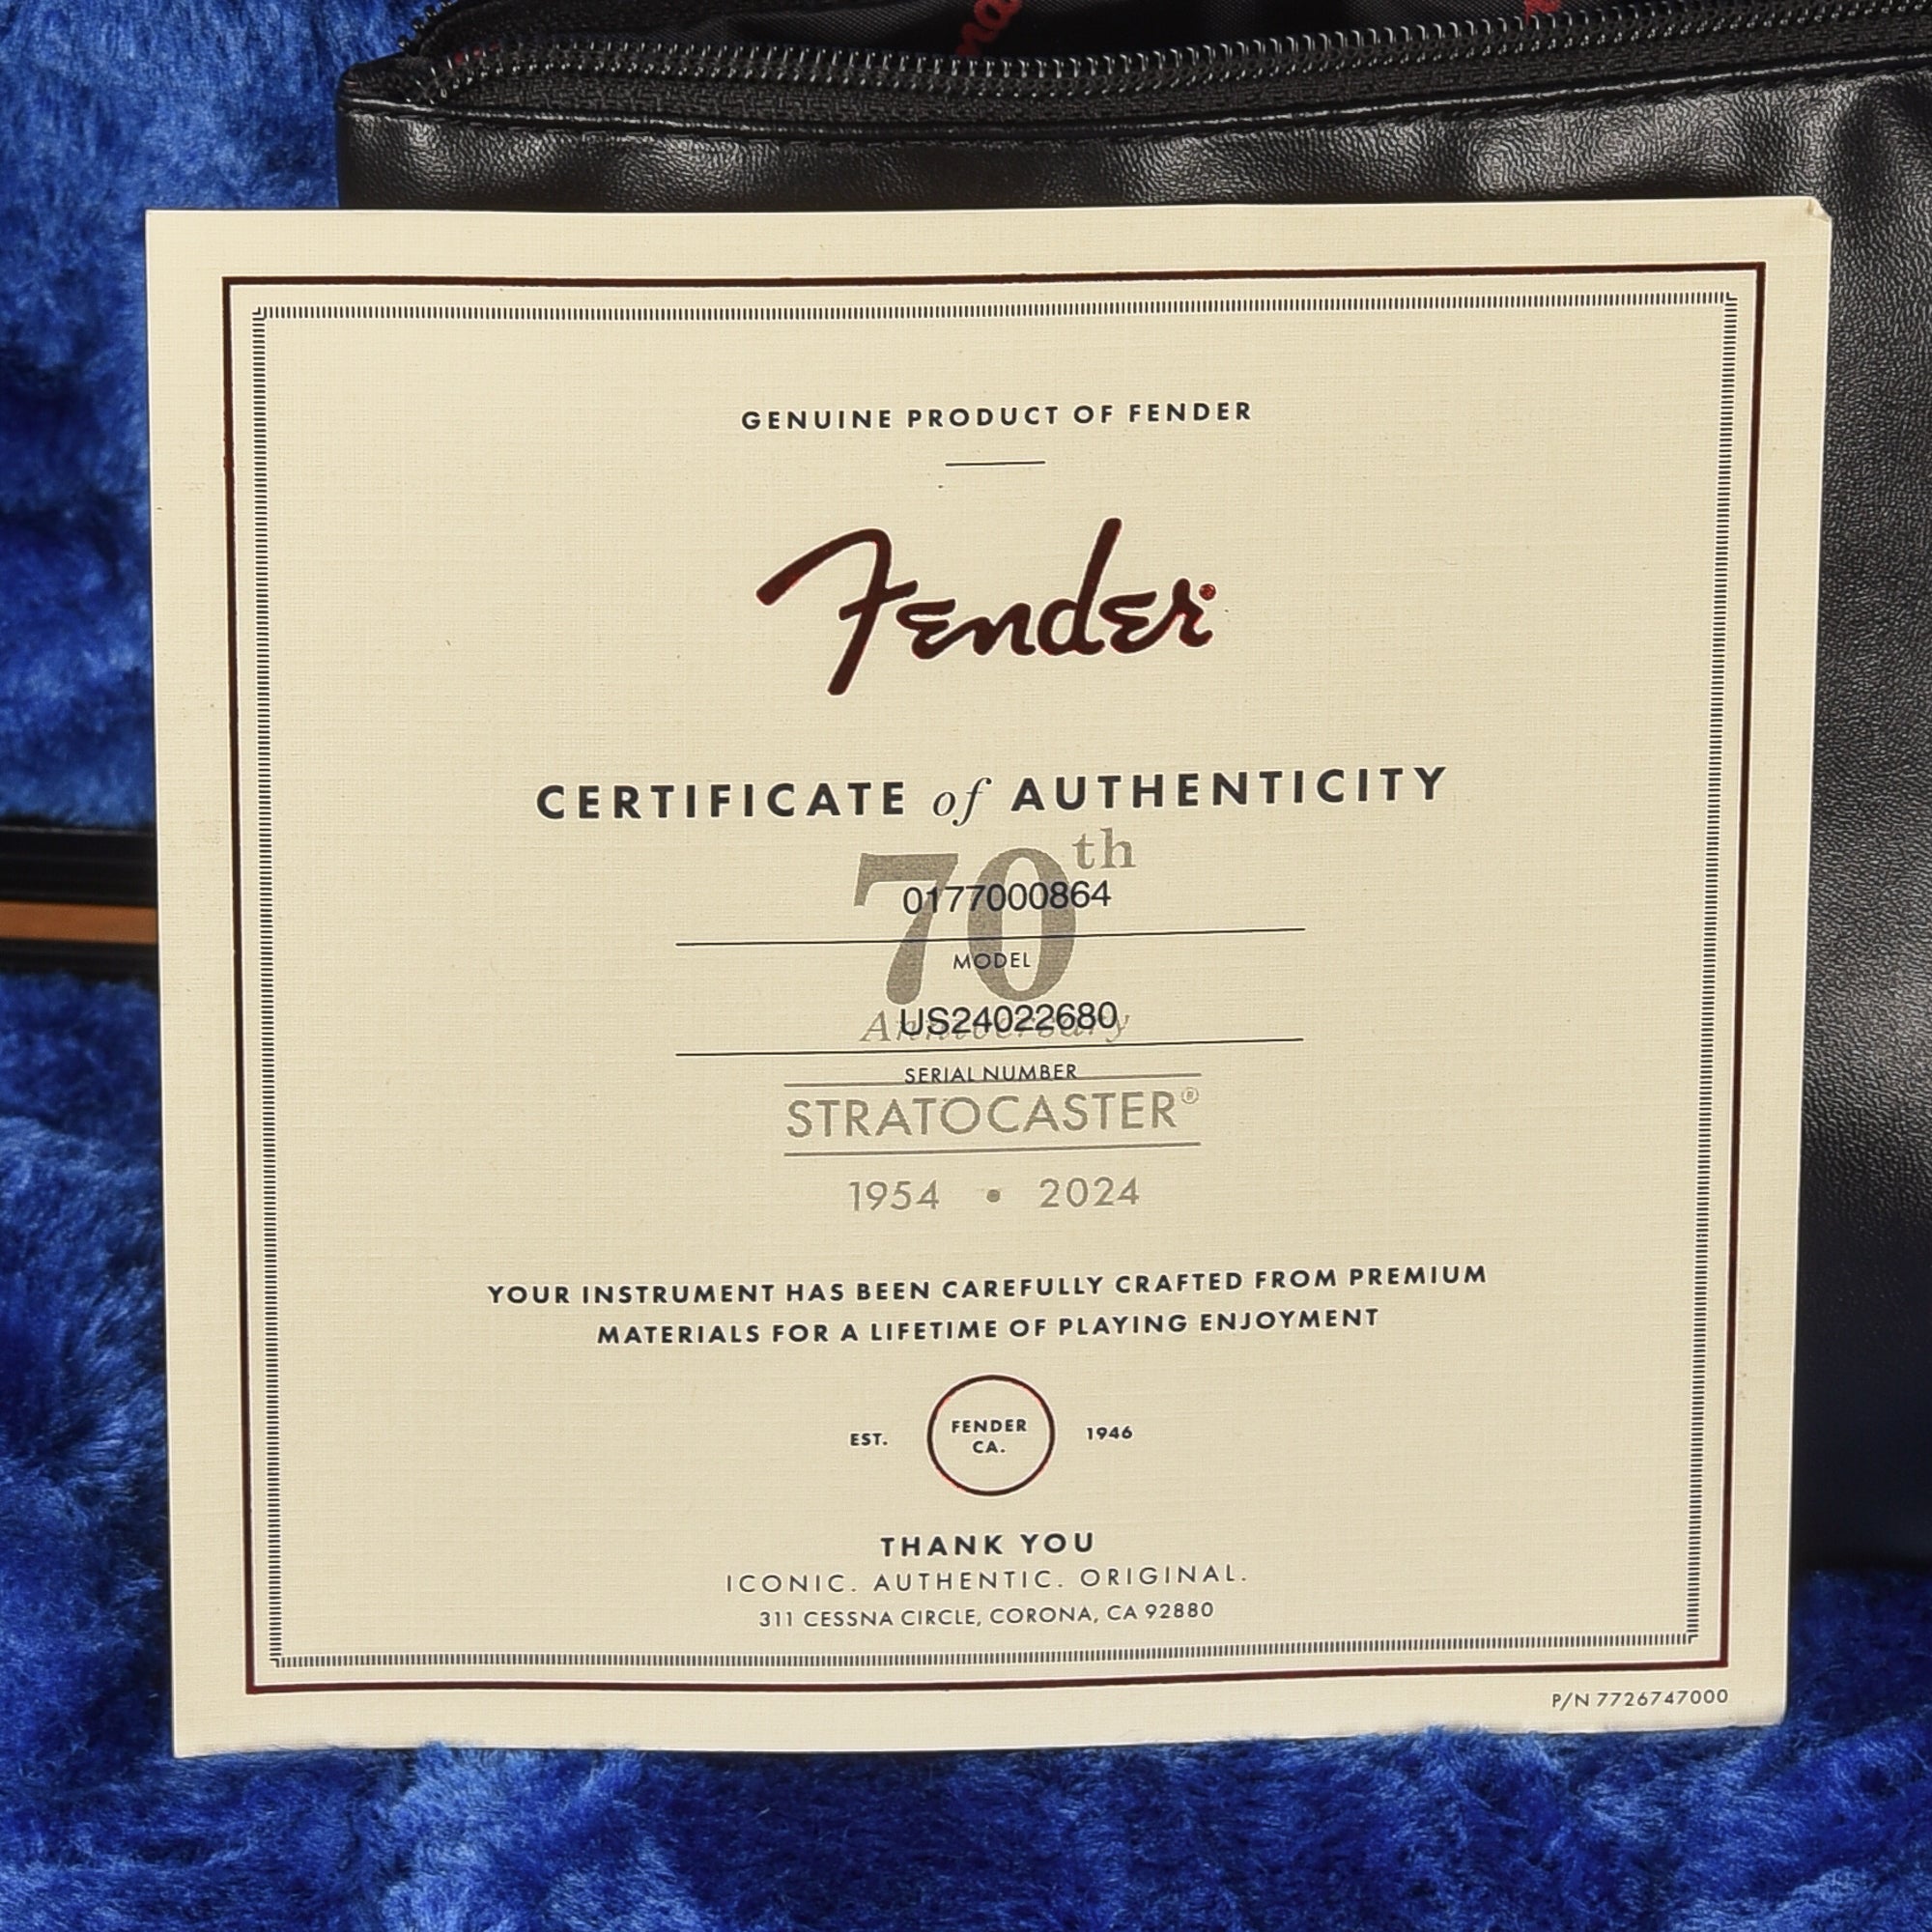 GENUINE PRODUCT OF FENDER
Fender®
CERTIFICATE of AUTHENTICITY
70th
0177000864
MODEL
Anniversary
US24022680
SERIAL NUMBER
STRATOCASTER®
1954 • 2024
YOUR INSTRUMENT HAS BEEN CAREFULLY CRAFTED FROM PREMIUM
MATERIALS FOR A LIFETIME OF PLAYING ENJOYMENT
EST. FENDER CA. 1946
THANK YOU
ICONIC. AUTHENTIC. ORIGINAL.
311 CESSNA CIRCLE, CORONA, CA 92880
P/N 7726747000